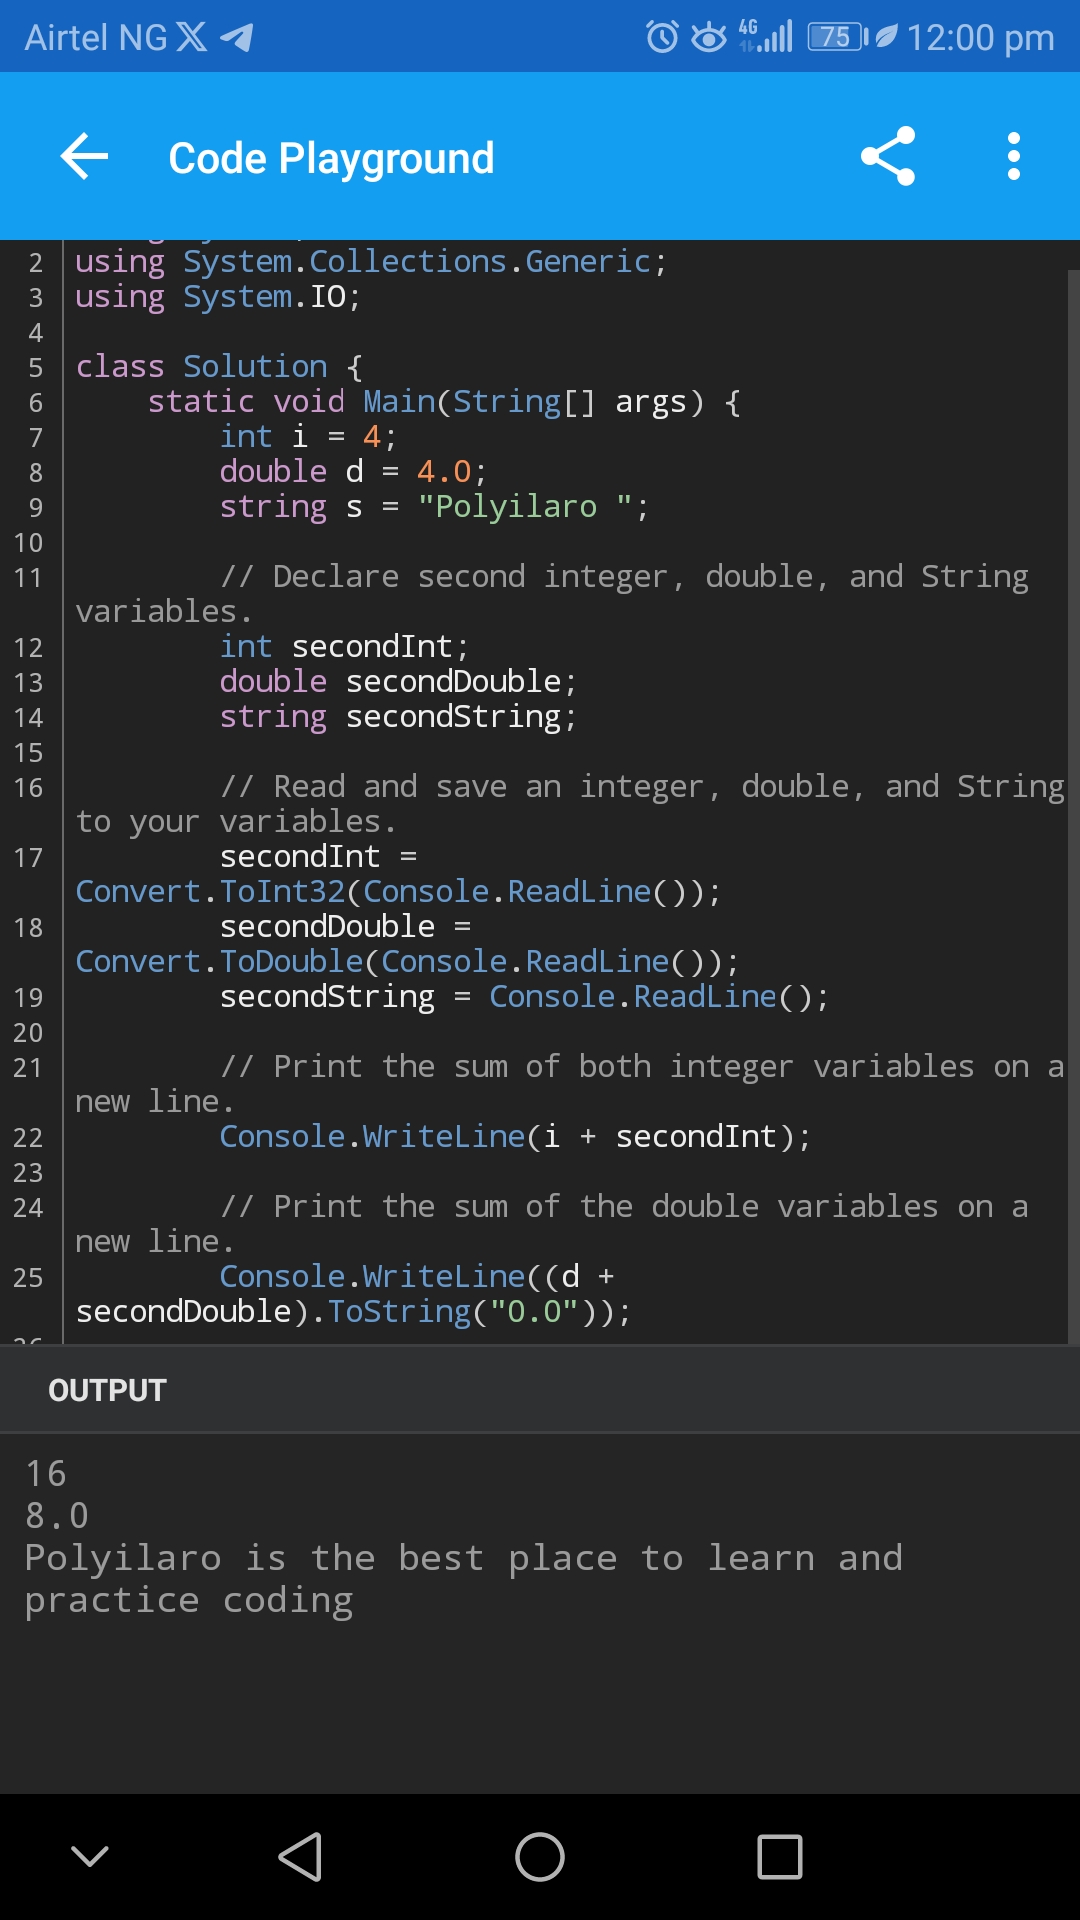 Airtel NG 4G 75 12:00 pm
Code Playground
2 using System.Collections.Generic;
3 using System.IO;
4
5 class Solution {
6 static void Main(String[] args) {
7 int i = 4;
8 double d = 4.0;
9 string s = "Polyilaro ";
10
11 // Declare second integer, double, and String
variables.
12 int secondInt;
13 double secondDouble;
14 string secondString;
15
16 // Read and save an integer, double, and String
to your variables.
17 secondInt =
Convert.ToInt32(Console.ReadLine());
18 secondDouble =
Convert.ToDouble(Console.ReadLine());
19 secondString = Console.ReadLine();
20
21 // Print the sum of both integer variables on a
new line.
22 Console.WriteLine(i + secondInt);
23
24 // Print the sum of the double variables on a
new line.
25 Console.WriteLine((d +
secondDouble).ToString("0.0"));
OUTPUT
16
8.0
Polyilaro is the best place to learn and
practice coding